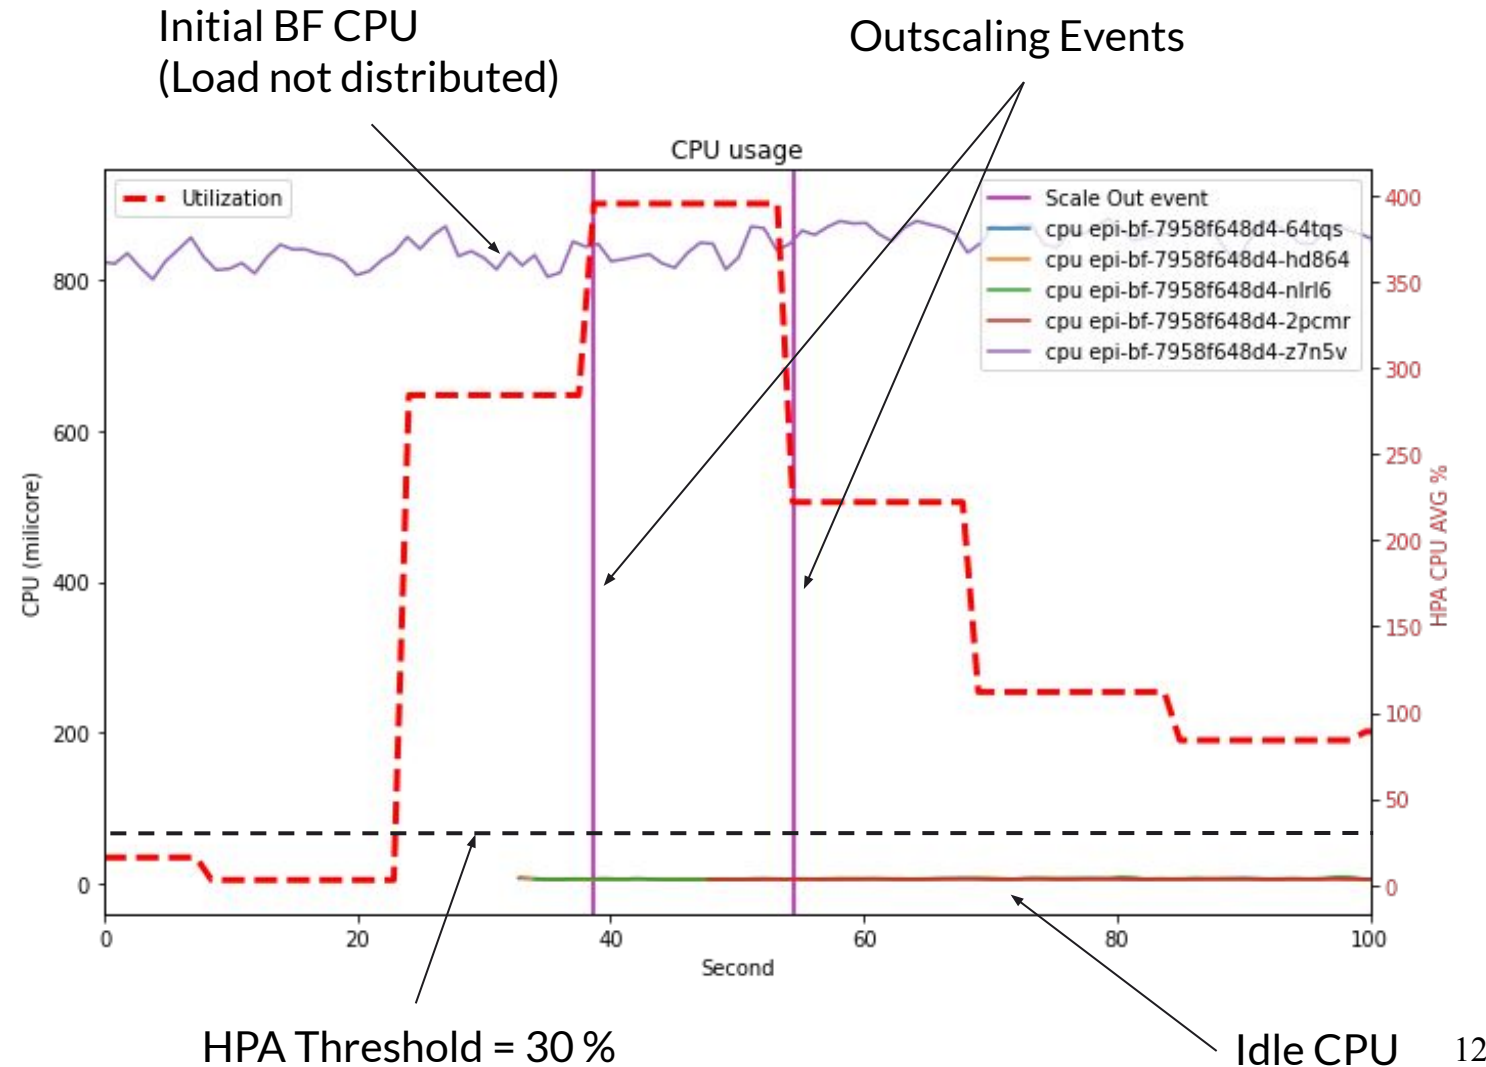 Initial BF CPU
(Load not distributed)
Outscaling Events
CPU usage
Utilization
Scale Out event
cpu epi-bf-7958f648d4-64tqs
cpu epi-bf-7958f648d4-hd864
cpu epi-bf-7958f648d4-nlrl6
cpu epi-bf-7958f648d4-2pcmr
cpu epi-bf-7958f648d4-z7n5v
800
600
400
200
0
CPU (milicore)
400
350
300
250
200
150
100
50
0
HPA CPU AVG %
0
20
40
60
80
100
Second
HPA Threshold = 30 %
Idle CPU
12